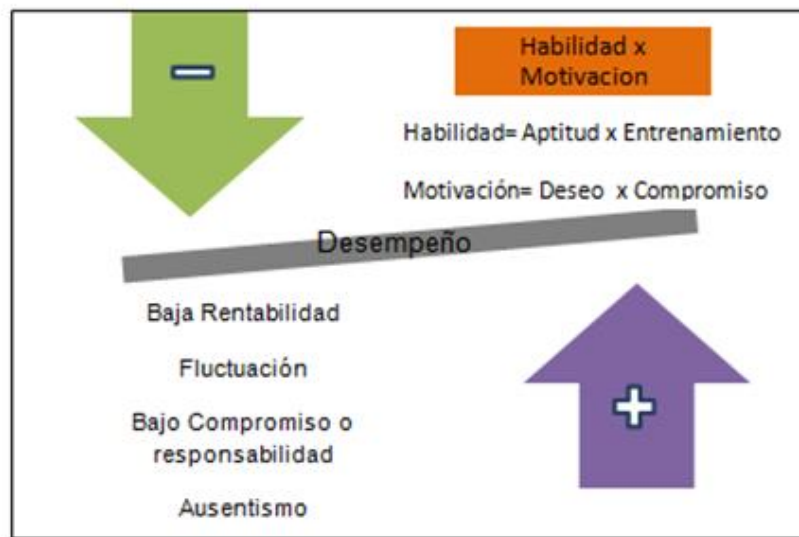 Habilidad x
Motivacion
Habilidad= Aptitud x Entrenamiento
Motivación= Deseo x Compromiso
Desempeño
Baja Rentabilidad
Fluctuación
Bajo Compromiso o
responsabilidad
Ausentismo